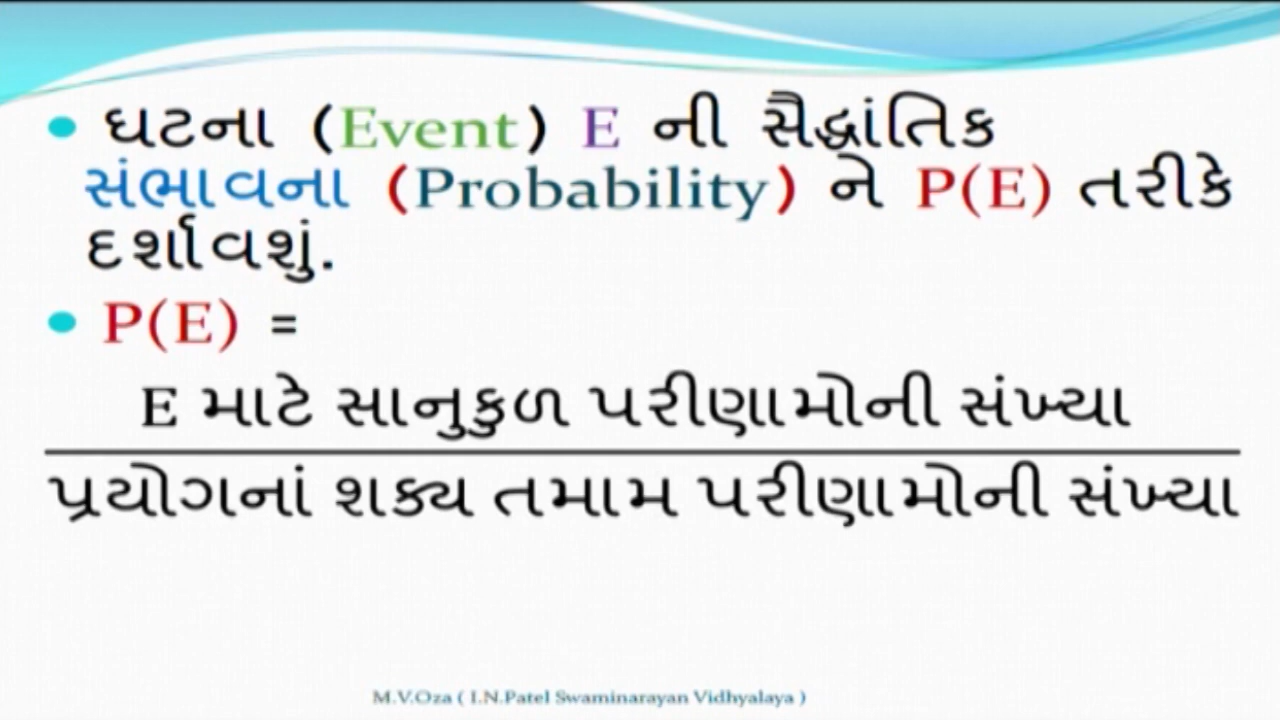 ઘટના (Event) E ની સૈદ્ધાંતિક
સંભાવના (Probability) ને P(E) તરીકે
દર્શાવશું.
P(E) =
E માટે સાનુકુળ પરીણામોની સંખ્યા
પ્રયોગનાં શક્ય તમામ પરીણામોની સંખ્યા
M.V.Oza ( I.N.Patel Swaminarayan Vidhyalaya )